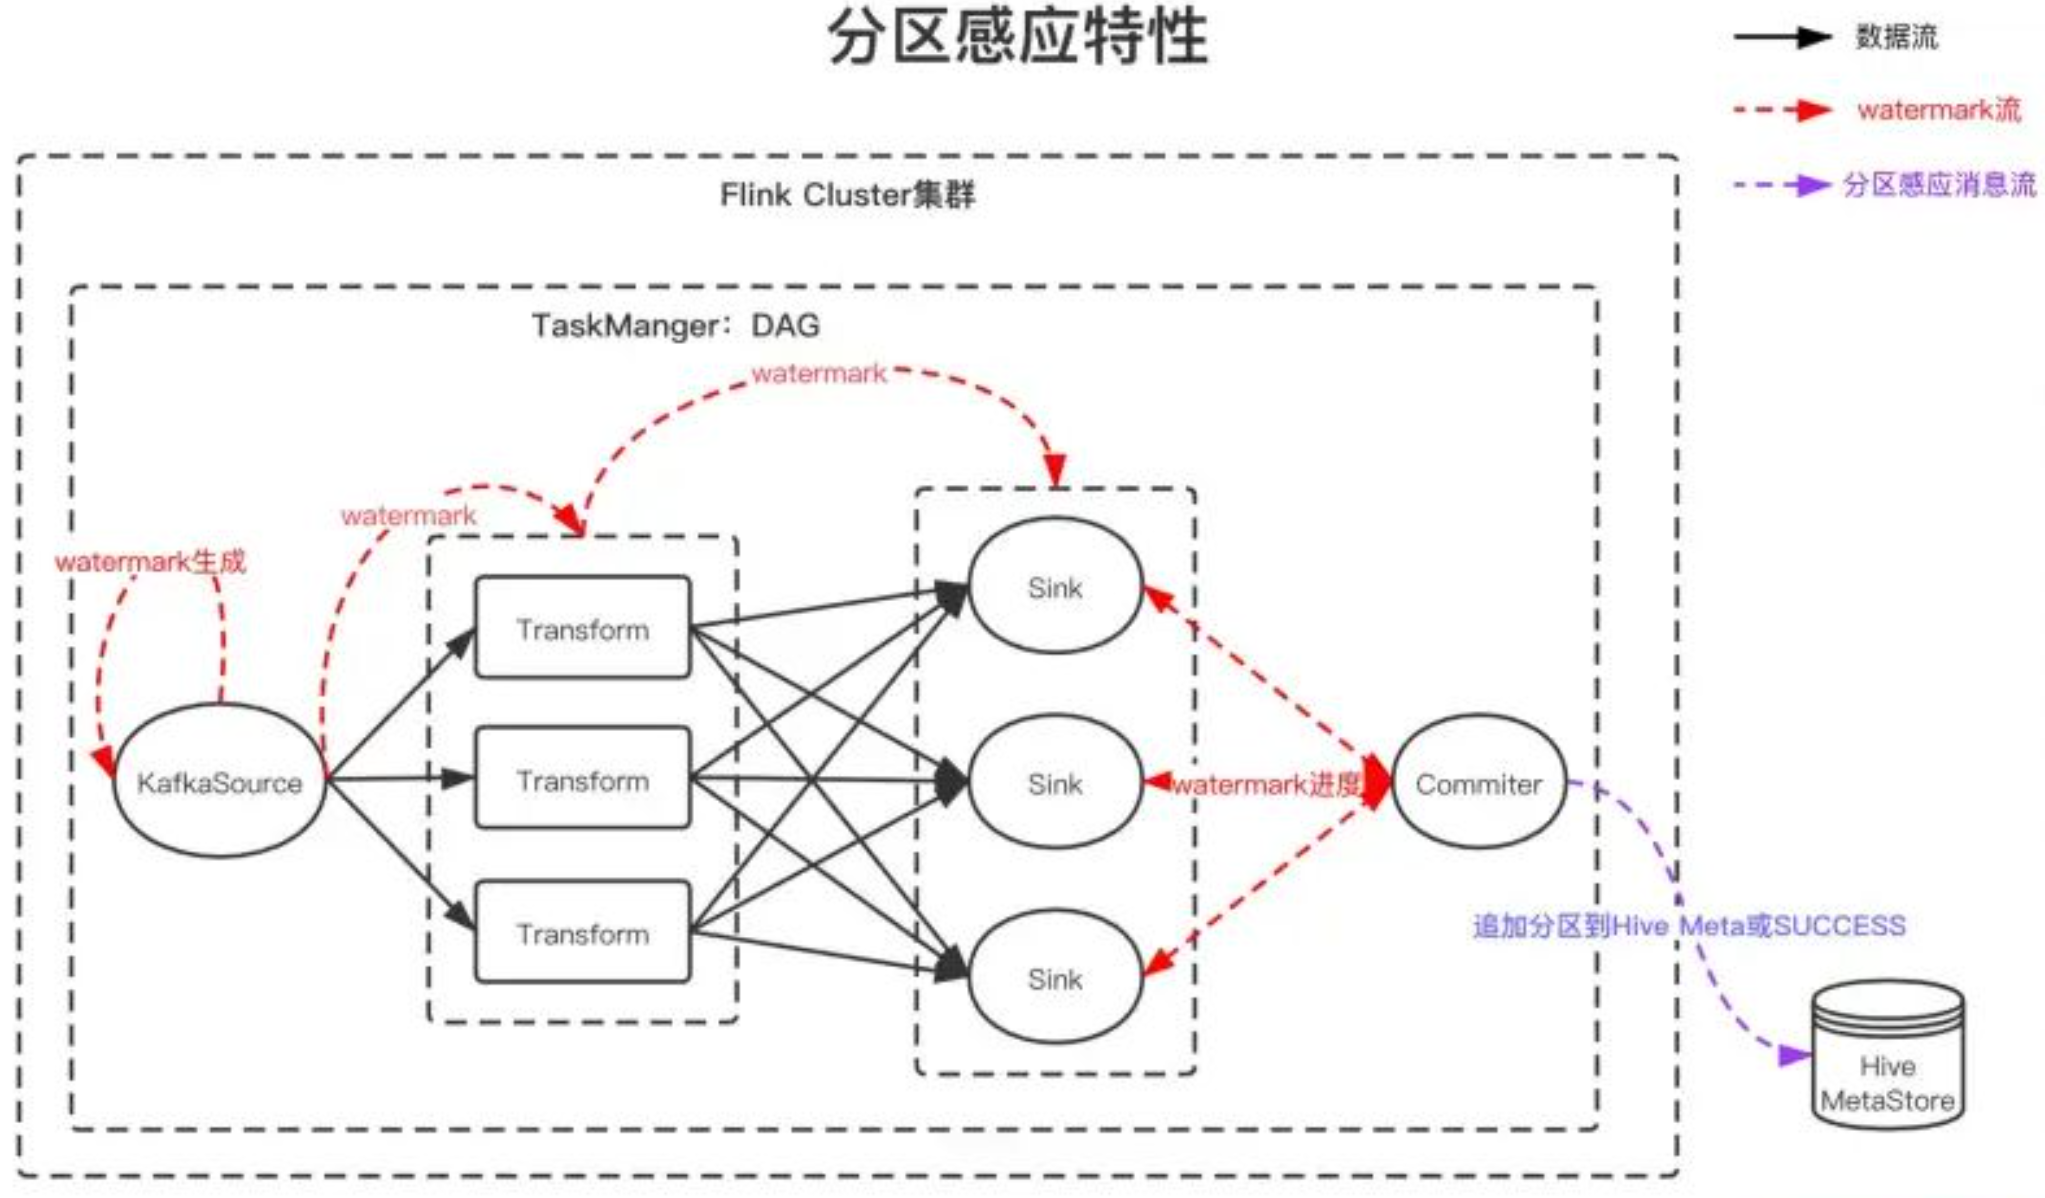 分区感应特性
数据流
watermark流
分区感应消息流
Flink Cluster集群
TaskManger：DAG
watermark
watermark
watermark生成
Transform
Transform
Transform
KafkaSource
Sink
Sink
Sink
watermark进度
Commiter
追加分区到Hive Meta或SUCCESS
Hive
MetaStore